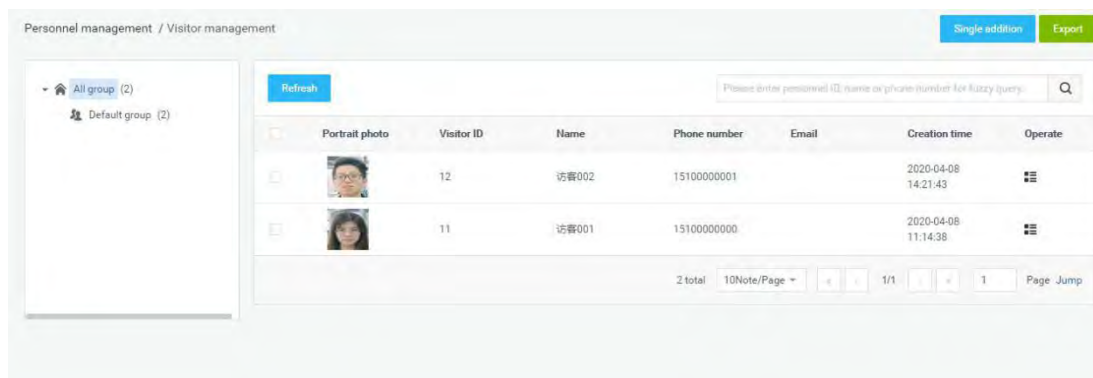 Personnel management / Visitor management
Single addition
Export
All group (2)
Default group (2)
Refresh
Please enter personnel ID, name or phone number for fuzzy query.
Portrait photo Visitor ID Name Phone number Email Creation time Operate
12 访客002 15100000001 2020-04-08
14:21:43
11 访客001 15100000000 2020-04-08
11:14:38
2 total 10Note/Page 1/1 1 Page Jump